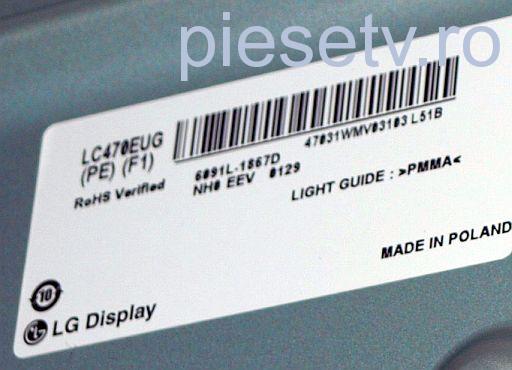 piesetv.ro
LC470EUG
(PE) (F1)
RoHS Verified
6091L-1867D
47031WMV03103 L51B
NH0 EEV 0129
LIGHT GUIDE : >PMMA<
MADE IN POLAND
10
LG Display